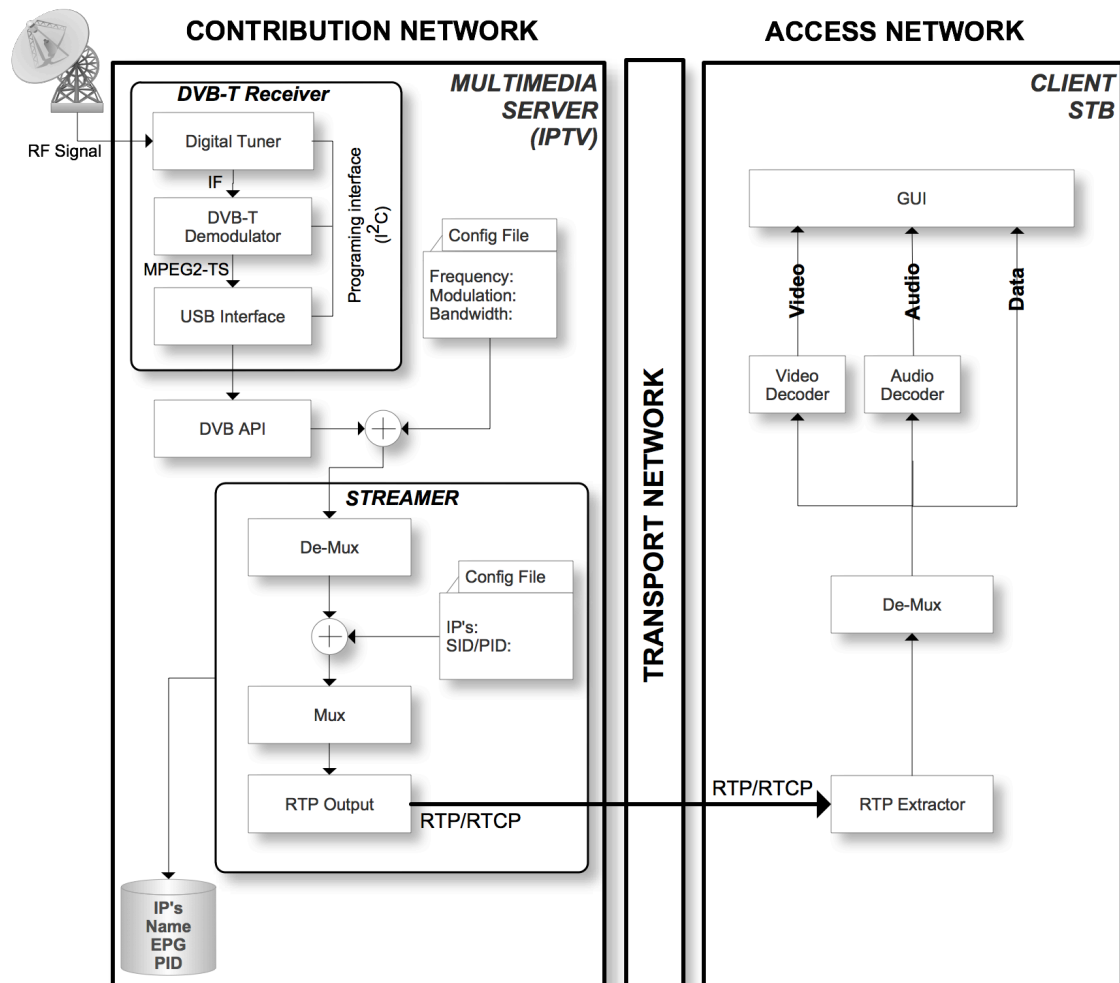 CONTRIBUTION NETWORK
ACCESS NETWORK
MULTIMEDIA
SERVER
(IPTV)
CLIENT
STB
DVB-T Receiver
RF Signal
Digital Tuner
IF
DVB-T
Demodulator
MPEG2-TS
USB Interface
Programing interface
(I²C)
Config File
Frequency:
Modulation:
Bandwidth:
DVB API
STREAMER
De-Mux
Config File
IP's:
SID/PID:
Mux
RTP Output
RTP/RTCP
IP's
Name
EPG
PID
TRANSPORT NETWORK
GUI
Video
Audio
Data
Video
Decoder
Audio
Decoder
De-Mux
RTP/RTCP
RTP Extractor